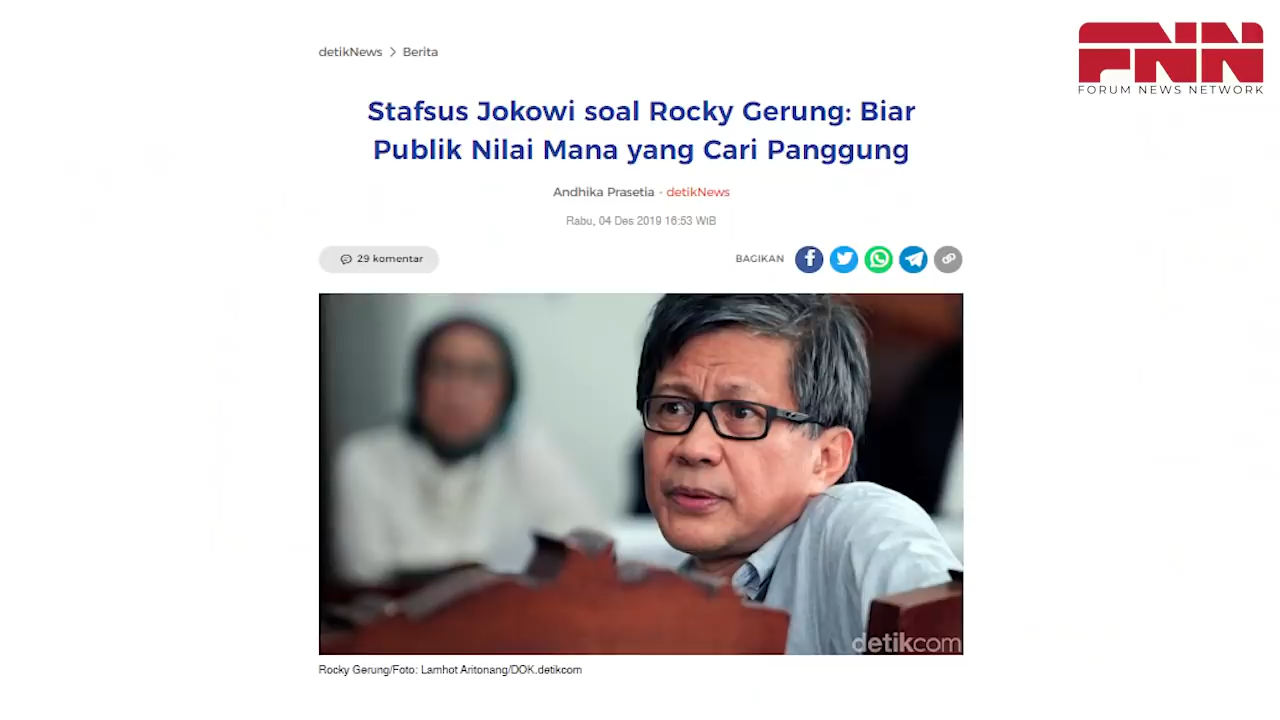 detikNews > Berita
FNN
FORUM NEWS NETWORK
Stafsus Jokowi soal Rocky Gerung: Biar
Publik Nilai Mana yang Cari Panggung
Andhika Prasetia - detikNews
Rabu, 04 Des 2019 16:53 WIB
29 komentar
BAGIKAN
detikcom
Rocky Gerung/Foto: Lamhot Aritonang/DOK.detikcom